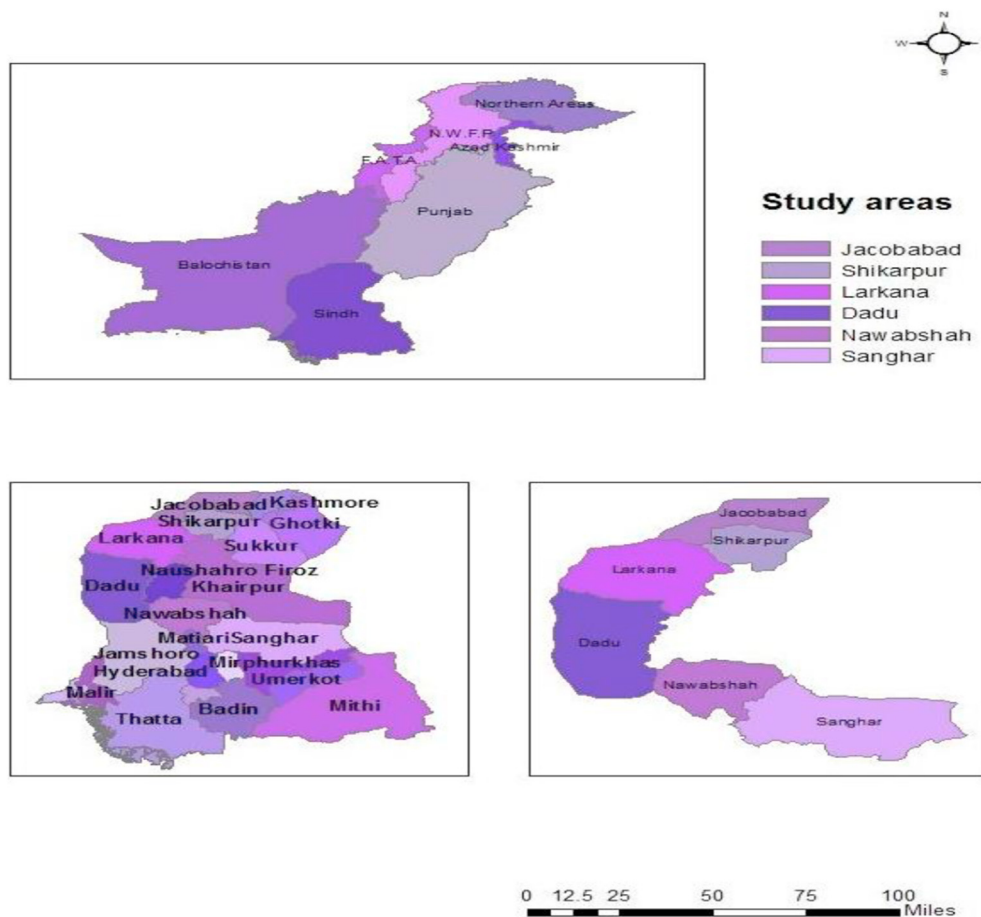 N
W
S
Northern Areas
N.W.F.P
Azad Kashmir
F.A.T.A.
Punjab
Balochistan
Sindh
Study areas
Jacobabad
Shikarpur
Larkana
Dadu
Nawabshah
Sanghar
Jacobabad Kashmore
Shikarpur Ghotki
Larkana
Sukkur
Naushahro Firoz
Dadu Khairpur
Nawabshah
Matiari Sanghar
Jamshoro
Mirphurkhas
Hyderabad
Umerkot
Malir
Thatta Badin Mithi
Jacobabad
Shikarpur
Larkana
Dadu
Nawabshah
Sanghar
0 12.5 25 50 75 100
Miles